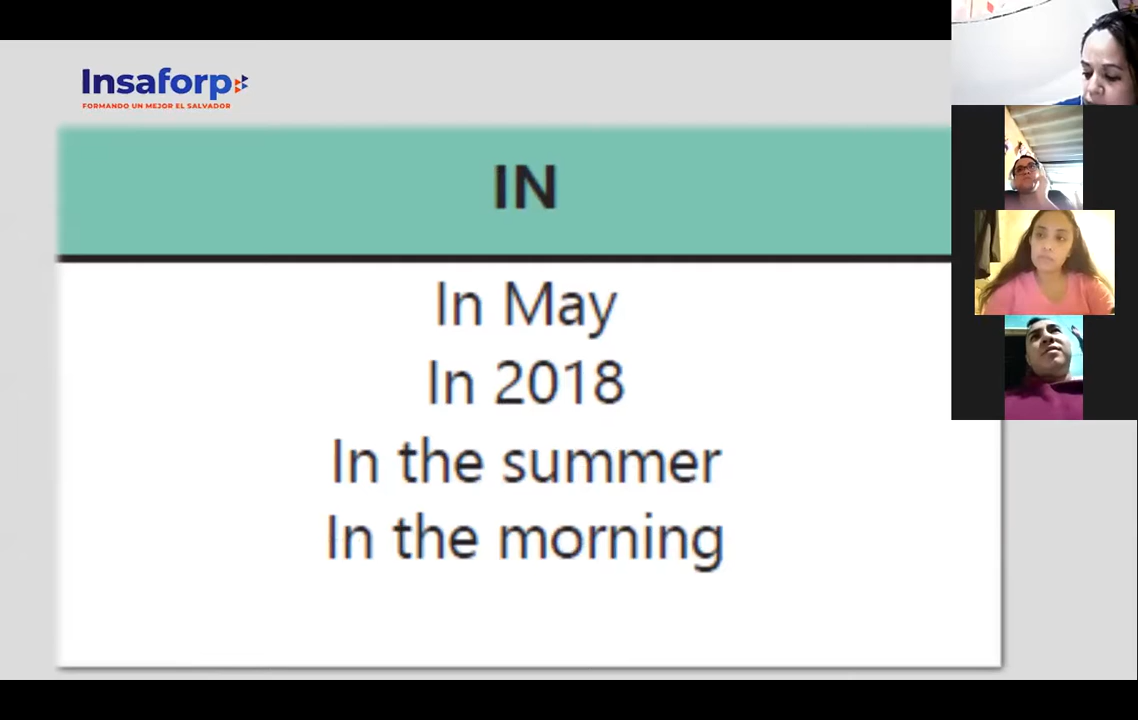 Insaforp
FORMANDO UN MEJOR EL SALVADOR
IN
In May
In 2018
In the summer
In the morning